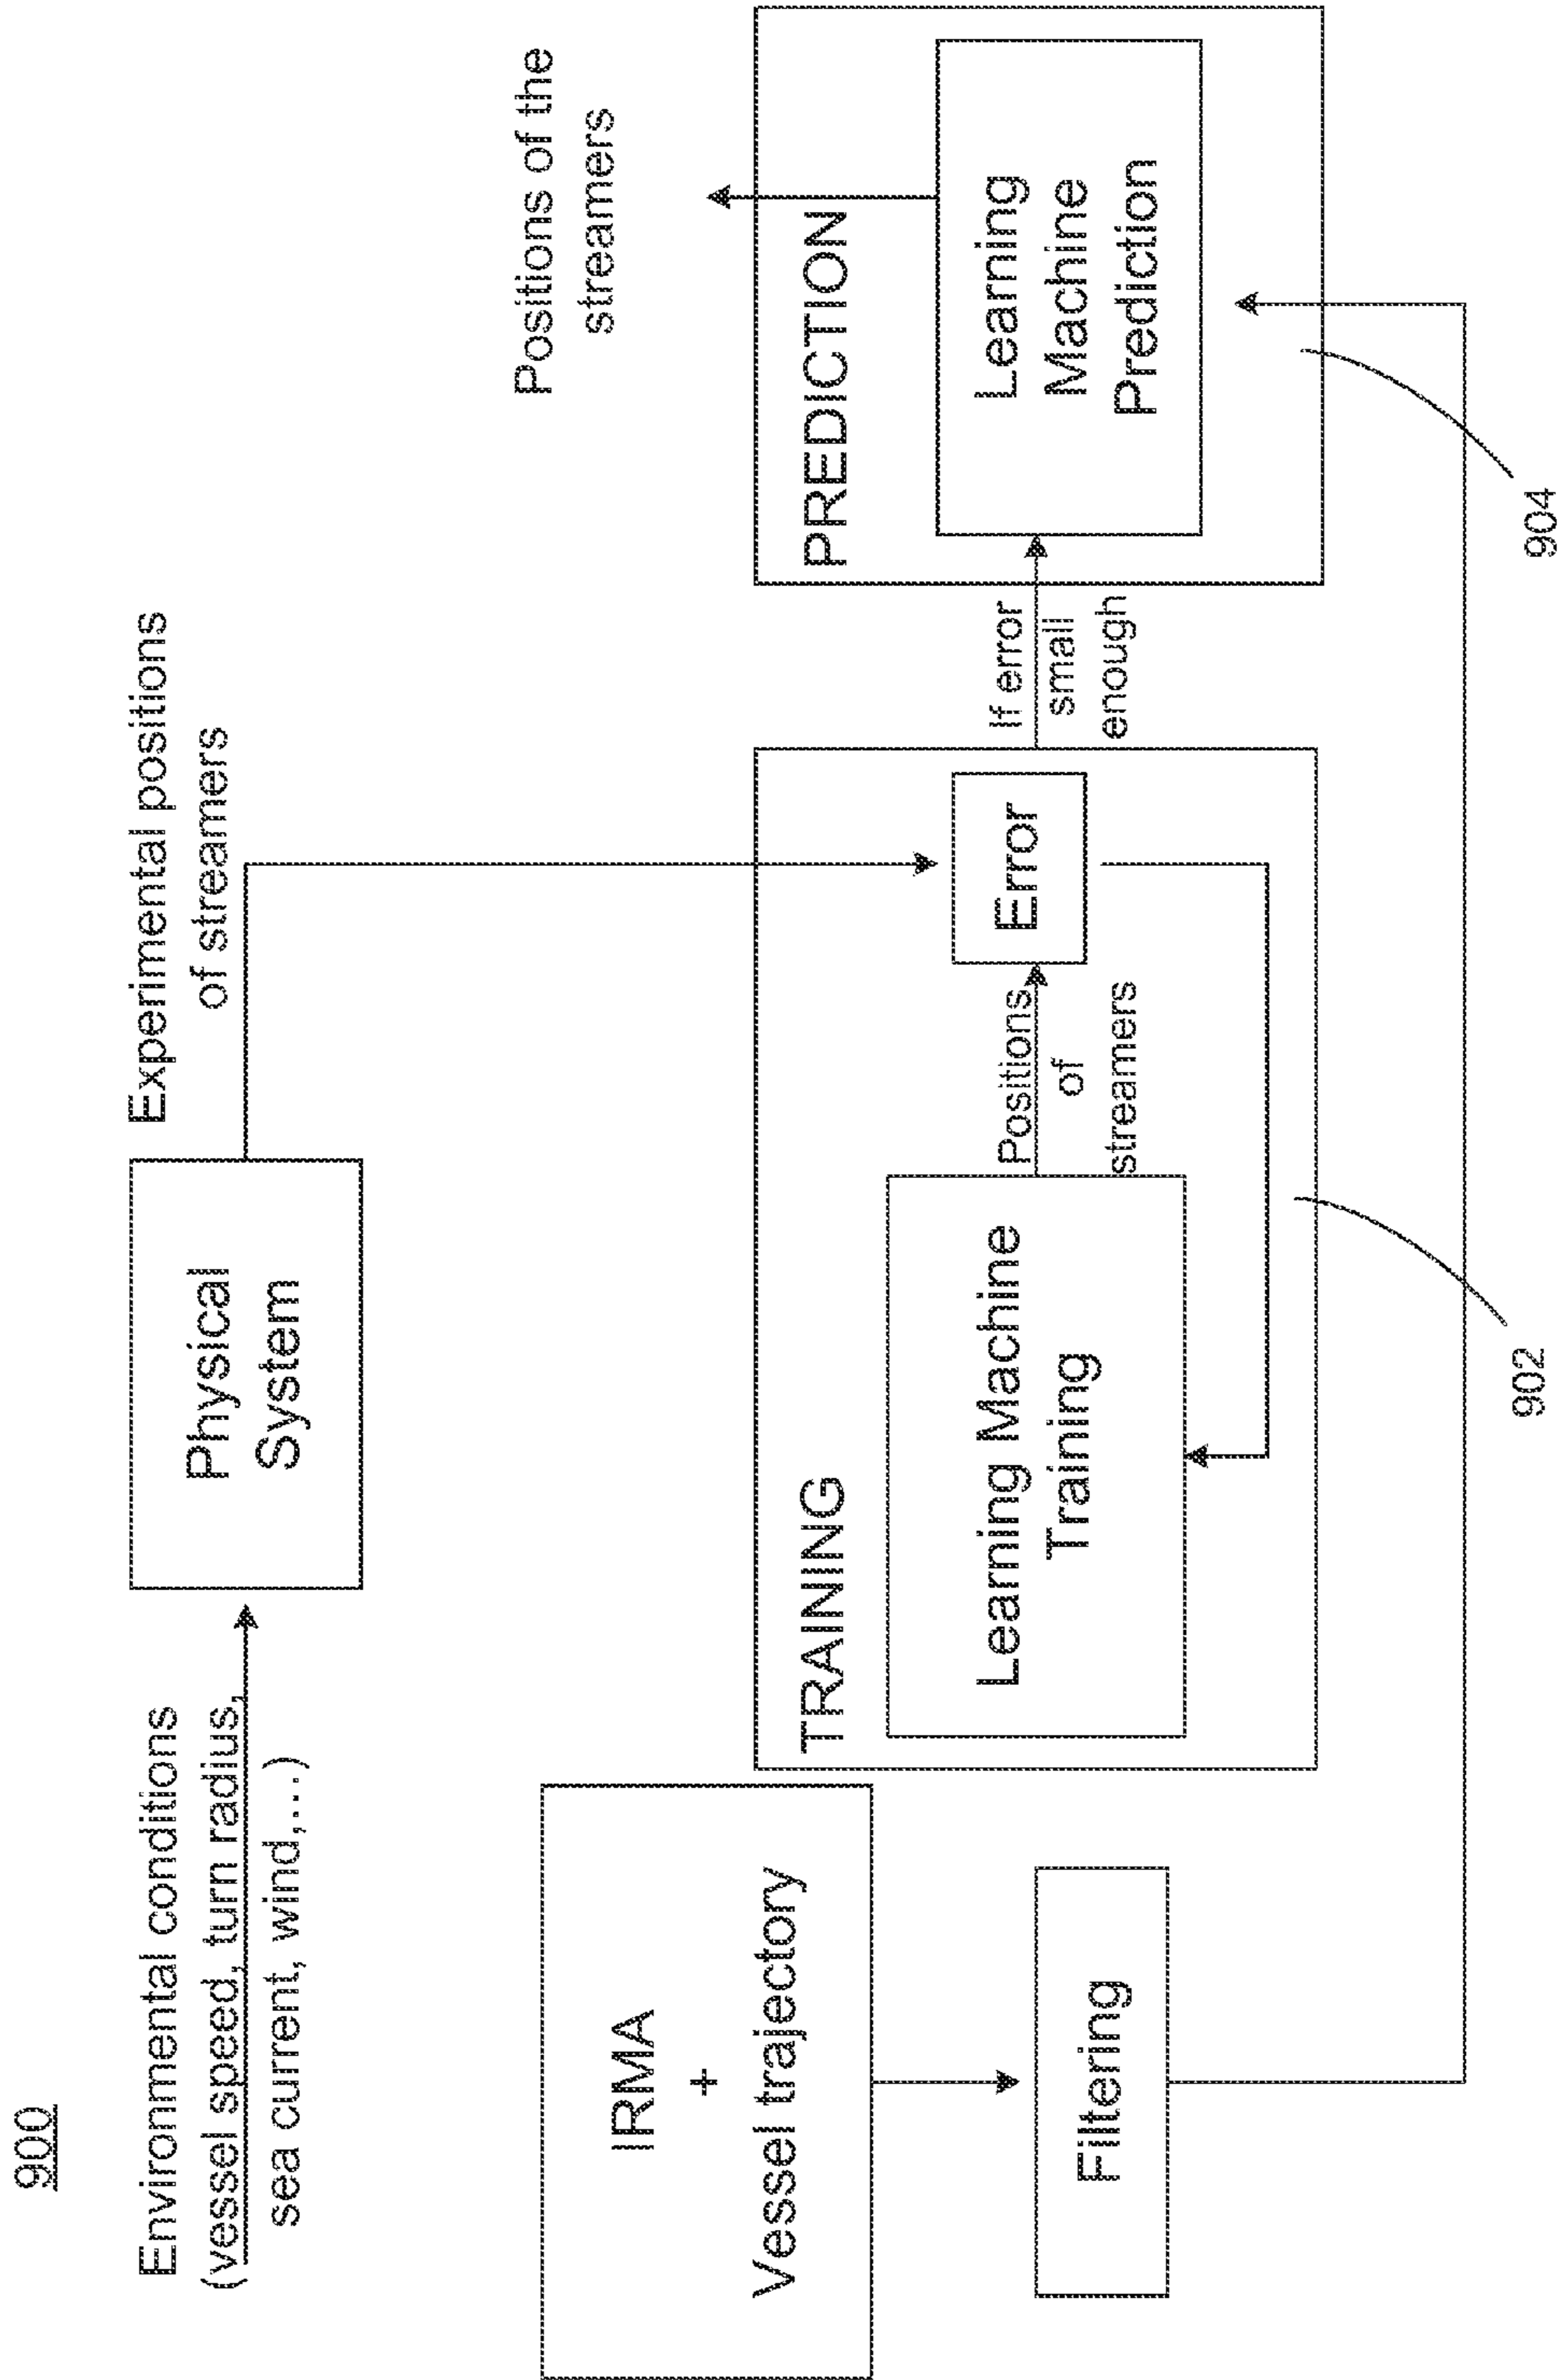 900
Environmental conditions
(vessel speed, turn radius,
sea current, wind,...)
Physical
System
Experimental positions
of streamers
IRMA
+
Vessel trajectory
Filtering
TRAINING
Learning Machine
Training
Positions
of
streamers
Error
902
If error
small
enough
PREDICTION
Learning
Machine
Prediction
904
Positions of the
streamers